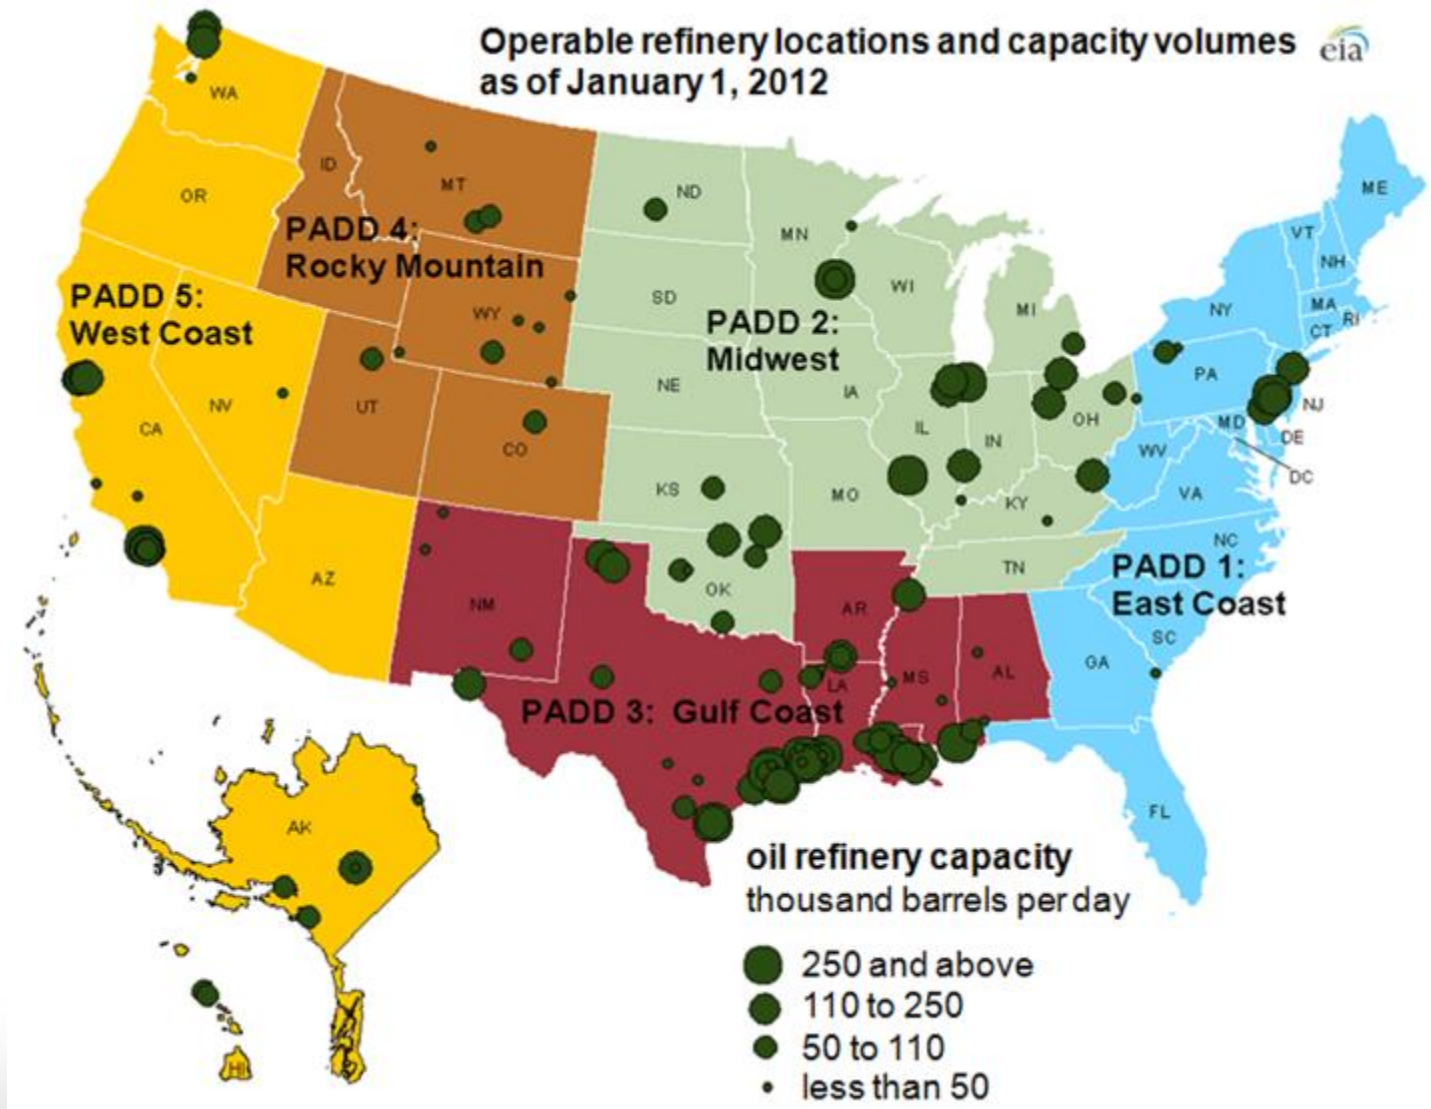 Operable refinery locations and capacity volumes
as of January 1, 2012
eia
WA
OR
ID
MT
PADD 4:
Rocky Mountain
PADD 5:
West Coast
CA
NV
UT
WY
CO
AZ
NM
ND
SD
NE
KS
OK
MN
WI
IA
MO
IL
IN
MI
OH
KY
TN
PADD 2:
Midwest
ME
VT
NH
MA
RI
CT
NY
PA
NJ
MD
DE
DC
WV
VA
NC
PADD 1:
East Coast
SC
GA
FL
AR
LA
MS
AL
PADD 3: Gulf Coast
AK
HI
oil refinery capacity
thousand barrels per day
250 and above
110 to 250
50 to 110
less than 50